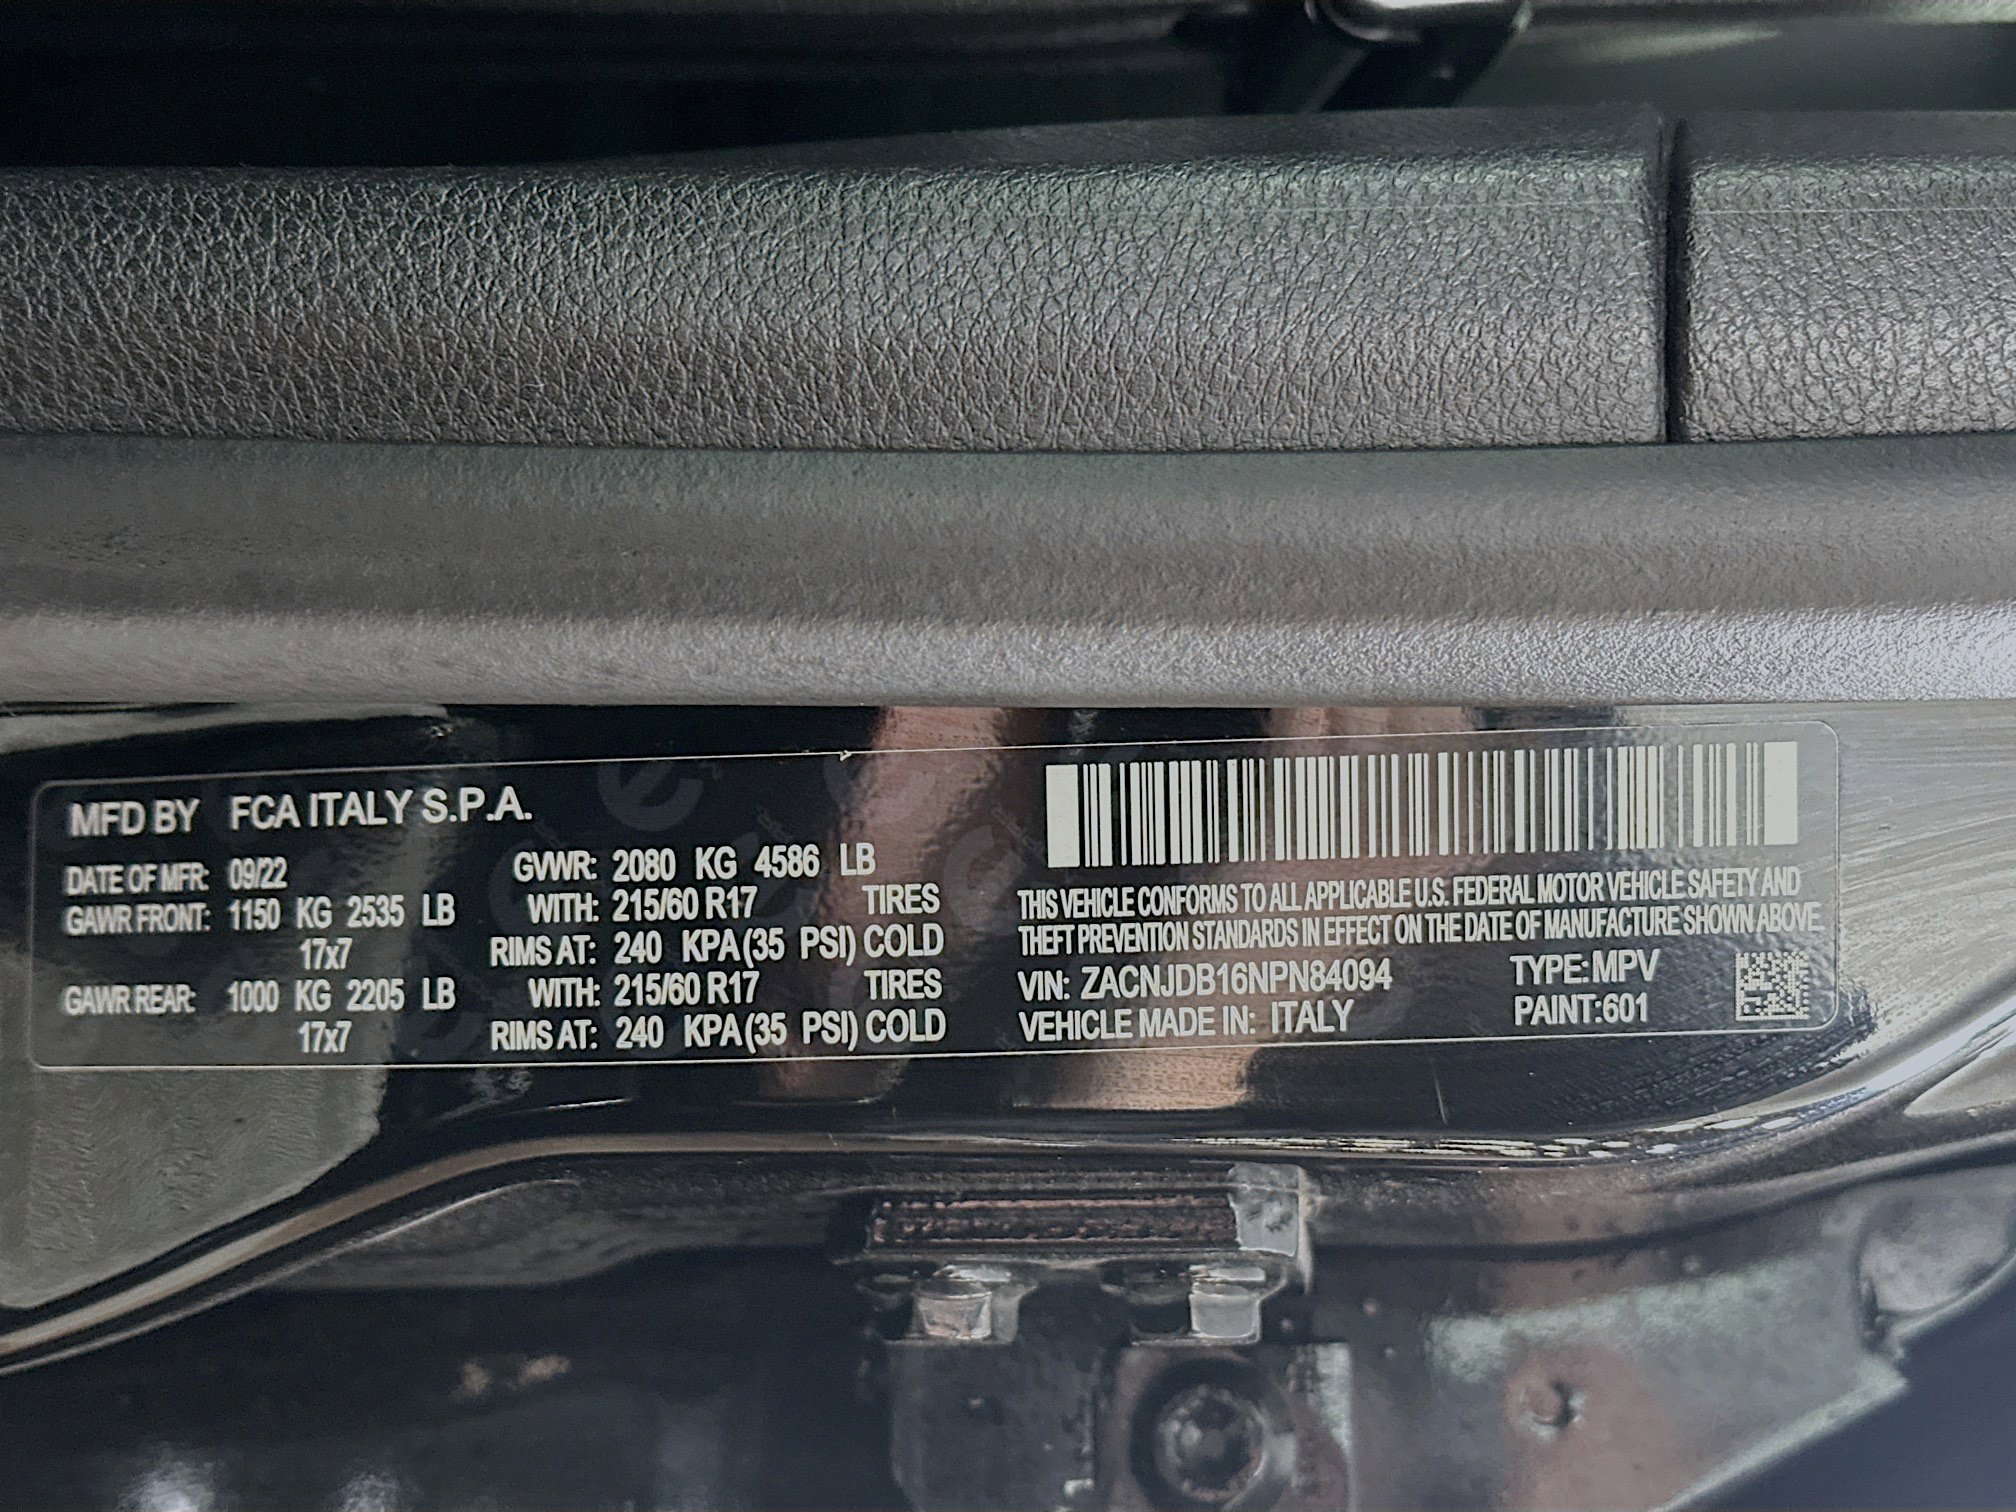 MFD BY FCA ITALY S.P.A.
DATE OF MFR: 09/22 GVWR: 2080 KG 4586 LB
GAWR FRONT: 1150 KG 2535 LB WITH: 215/60 R17 TIRES
17x7 RIMS AT: 240 KPA(35 PSI) COLD
GAWR REAR: 1000 KG 2205 LB WITH: 215/60 R17 TIRES
17x7 RIMS AT: 240 KPA(35 PSI) COLD
THIS VEHICLE CONFORMS TO ALL APPLICABLE U.S. FEDERAL MOTOR VEHICLE SAFETY AND
THEFT PREVENTION STANDARDS IN EFFECT ON THE DATE OF MANUFACTURE SHOWN ABOVE
VIN: ZACNJDB16NPN84094 TYPE: MPV
VEHICLE MADE IN: ITALY PAINT:601